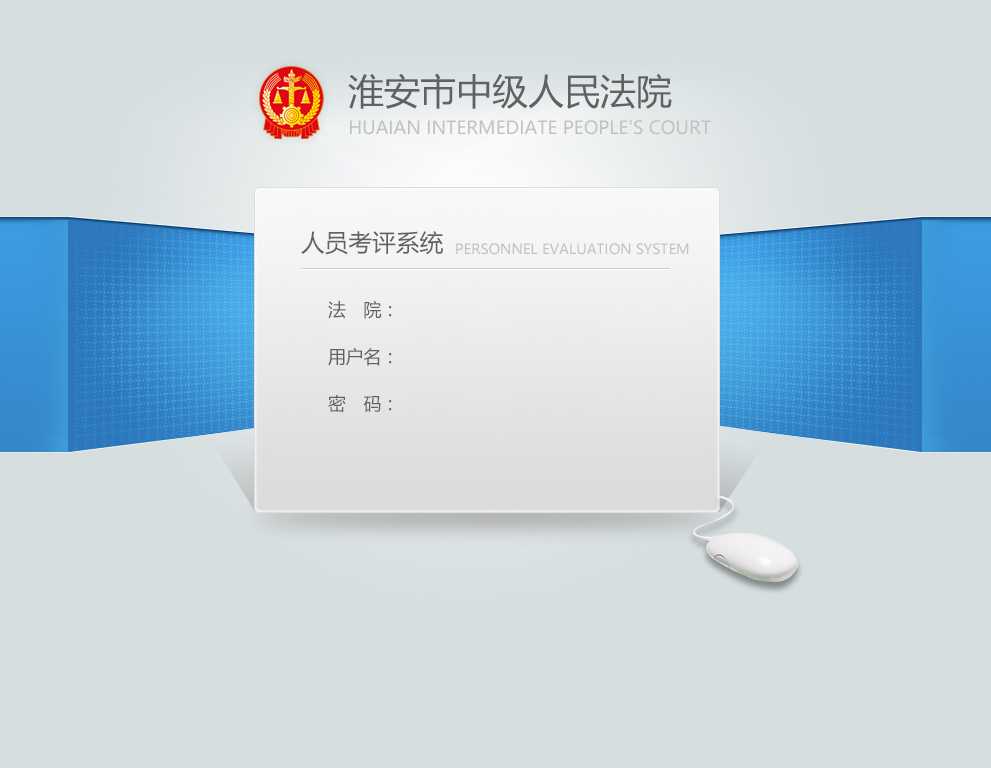 淮安市中级人民法院
HUAIAN INTERMEDIATE PEOPLE'S COURT
人员考评系统 PERSONNEL EVALUATION SYSTEM
法 院：
用户名：
密 码：